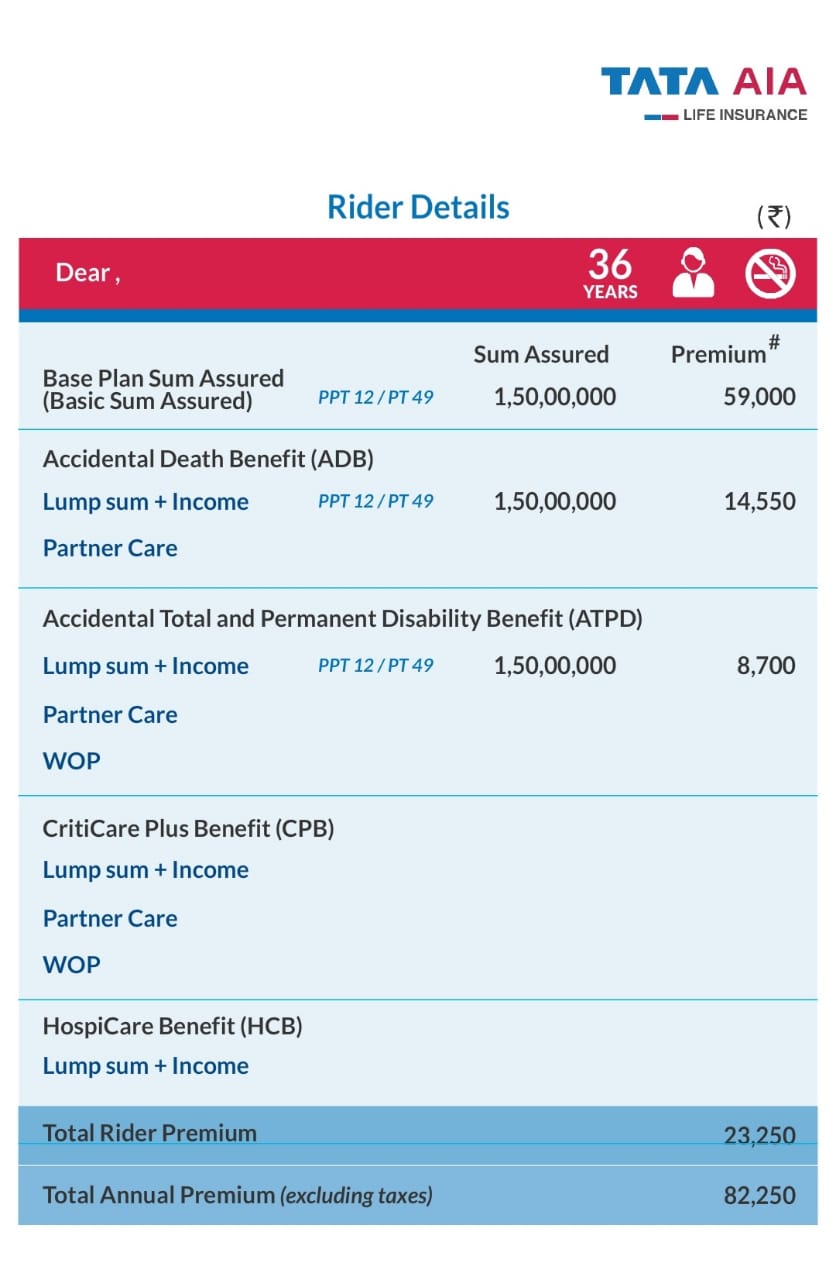 TATA AIA
LIFE INSURANCE
Rider Details
(₹)
Dear ,
36
YEARS
Sum Assured Premium#
Base Plan Sum Assured
(Basic Sum Assured) PPT 12 / PT 49 1,50,00,000 59,000
Accidental Death Benefit (ADB)
Lump sum + Income PPT 12 / PT 49 1,50,00,000 14,550
Partner Care
Accidental Total and Permanent Disability Benefit (ATPD)
Lump sum + Income PPT 12 / PT 49 1,50,00,000 8,700
Partner Care
WOP
CritiCare Plus Benefit (CPB)
Lump sum + Income
Partner Care
WOP
HospiCare Benefit (HCB)
Lump sum + Income
Total Rider Premium 23,250
Total Annual Premium (excluding taxes) 82,250